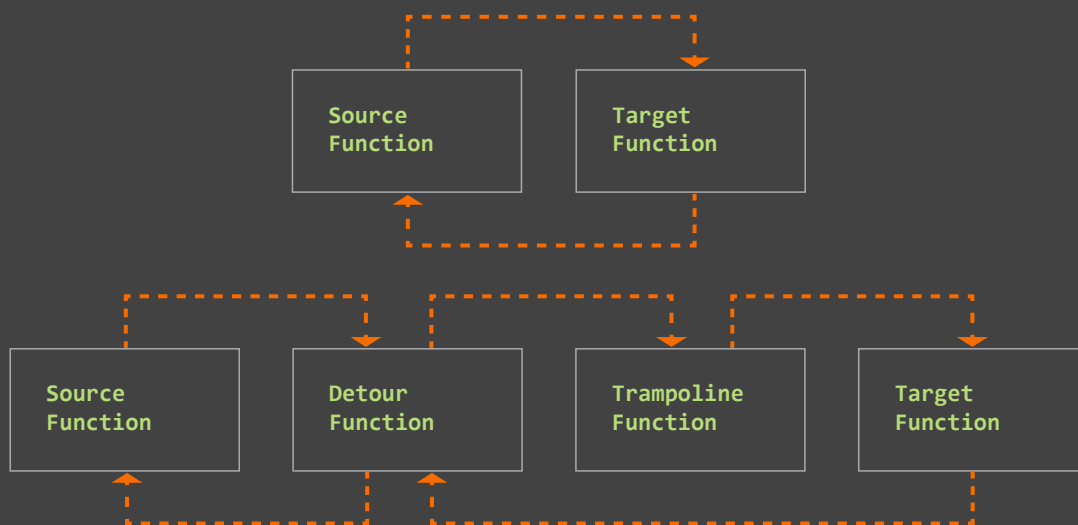 Source
Function
Target
Function
Source
Function
Detour
Function
Trampoline
Function
Target
Function